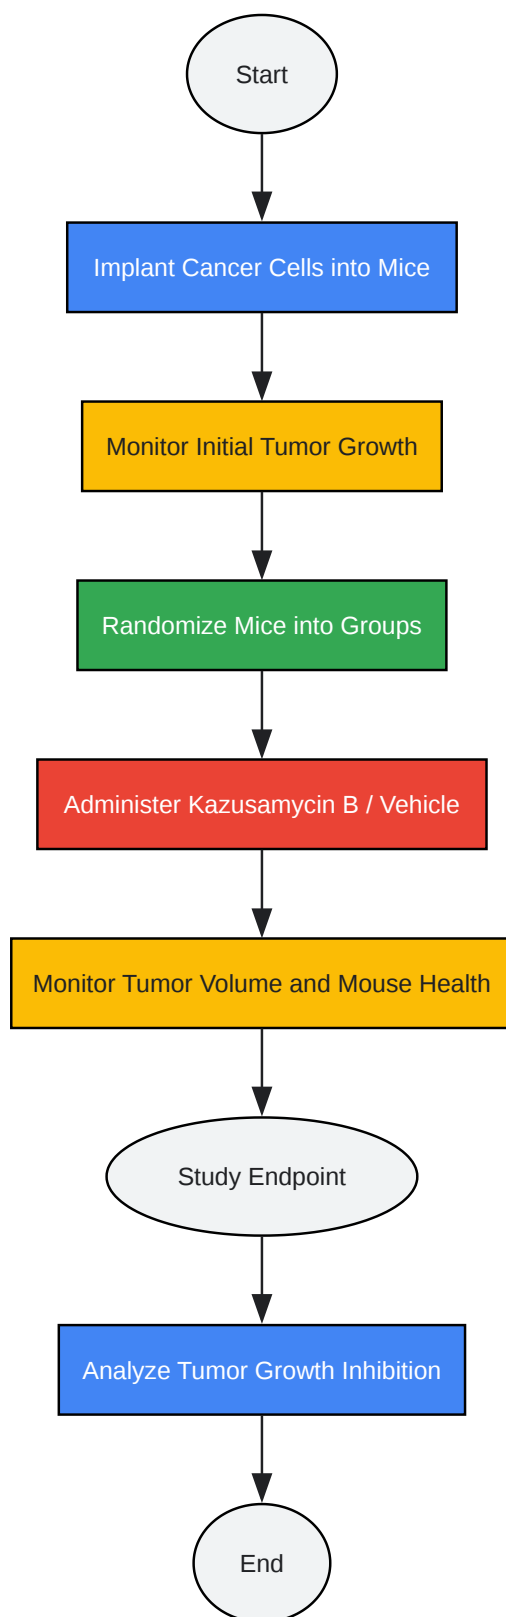 Start
Implant Cancer Cells into Mice
Monitor Initial Tumor Growth
Randomize Mice into Groups
Administer Kazusamycin B / Vehicle
Monitor Tumor Volume and Mouse Health
Study Endpoint
Analyze Tumor Growth Inhibition
End